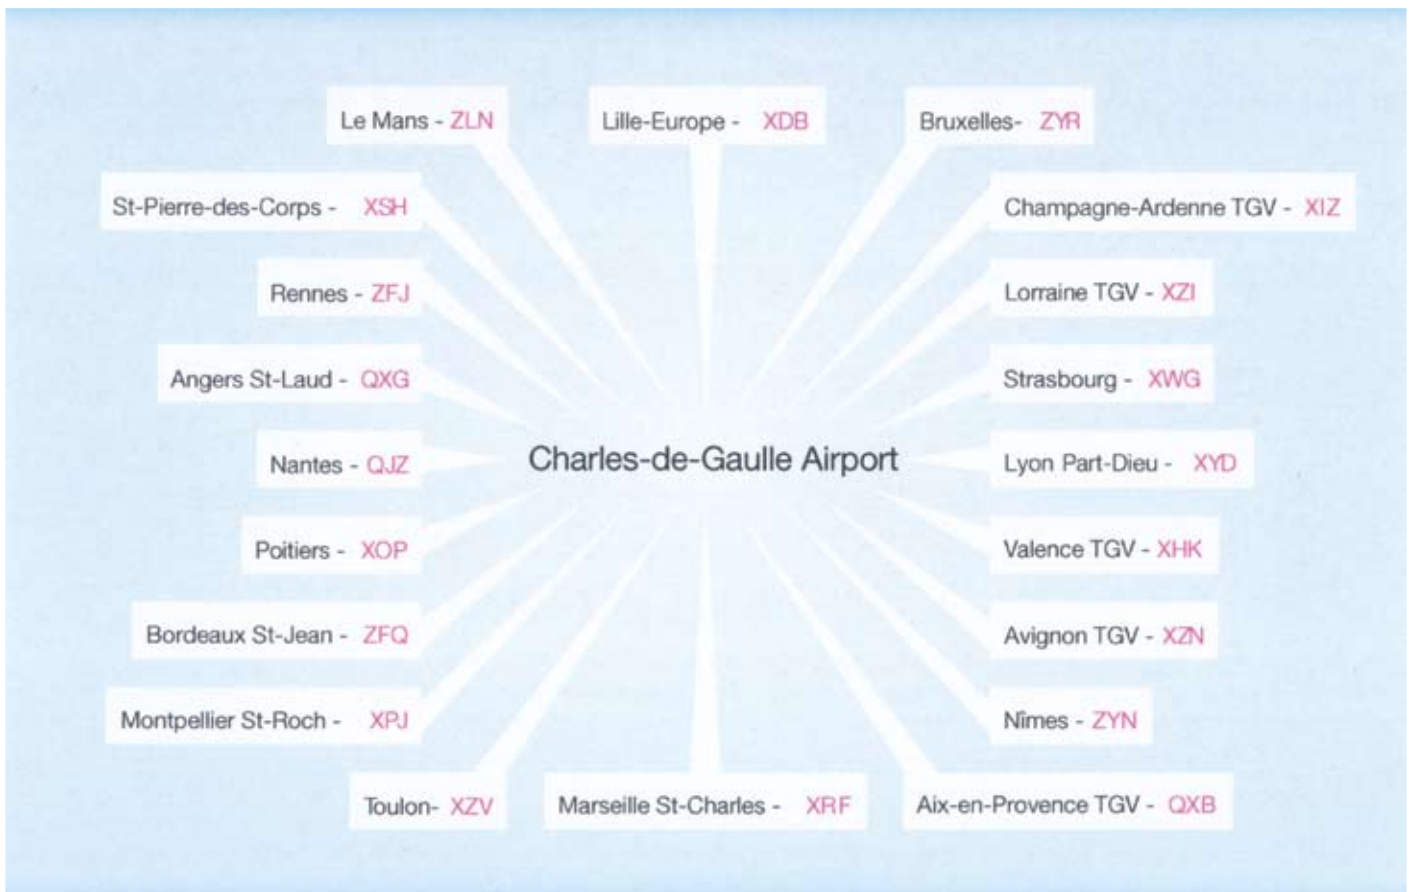 Le Mans - ZLN
Lille-Europe - XDB
Bruxelles- ZYR
St-Pierre-des-Corps - XSH
Champagne-Ardenne TGV - XIZ
Rennes - ZFJ
Lorraine TGV - XZI
Angers St-Laud - QXG
Strasbourg - XWG
Charles-de-Gaulle Airport
Nantes - QJZ
Lyon Part-Dieu - XYD
Poitiers - XOP
Valence TGV - XHK
Bordeaux St-Jean - ZFQ
Avignon TGV - XZN
Montpellier St-Roch - XPJ
Nîmes - ZYN
Toulon- XZV
Marseille St-Charles - XRF
Aix-en-Provence TGV - QXB